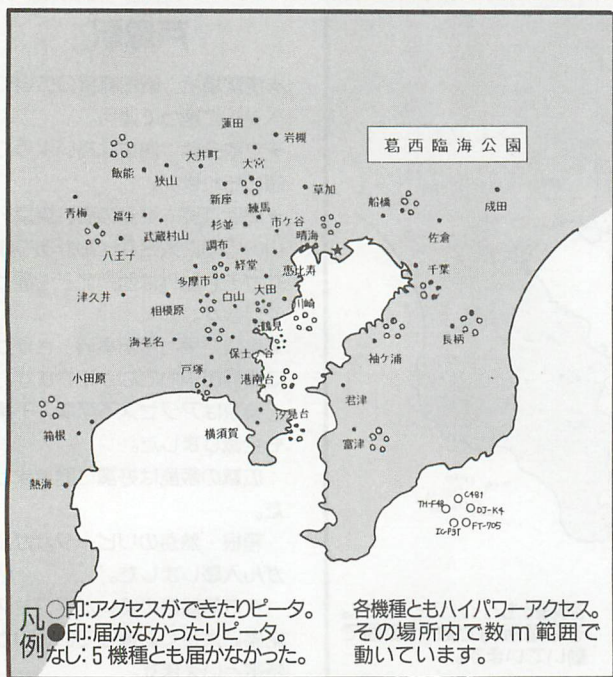 葛西臨海公園
蓮田
岩槻
大井町
大宮
飯能
狭山
草加
新座
船橋
成田
練馬
青梅
福生
市ケ谷
武蔵村山
杉並
佐倉
晴海
八王子
調布
経堂
恵比寿
千葉
多摩市
大田
津久井
白山
川崎
相模原
鶴見
長柄
海老名
保土ヶ谷
袖ケ浦
戸塚
港南台
小田原
君津
汐見台
横須賀
箱根
富津
熱海
C481
TH-F48
DJ-K4
IC-P3T
FT-705
凡例
○印:アクセスができたリピータ。
●印:届かなかったリピータ。
なし:5機種とも届かなかった。
各機種ともハイパワーアクセス。
その場所内で数m範囲で
動いています。